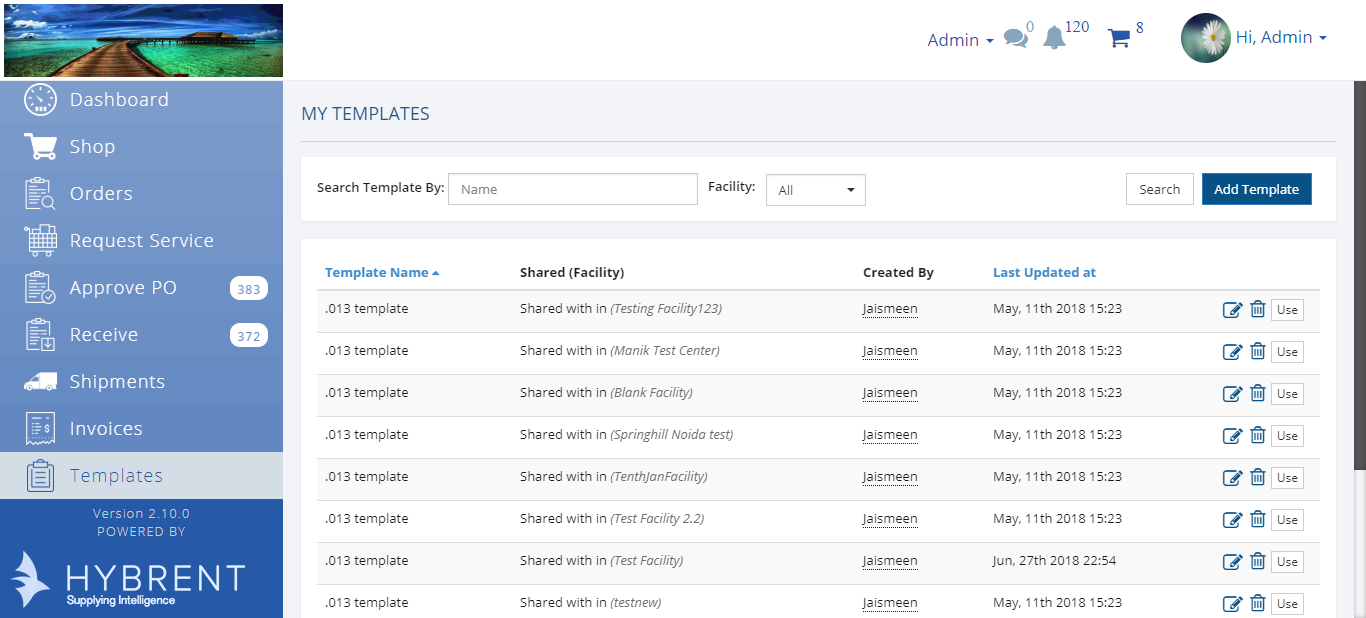 Admin 0 120 8 Hi, Admin
Dashboard
Shop
Orders
Request Service
Approve PO 383
Receive 372
Shipments
Invoices
Templates
Version 2.10.0
POWERED BY
HYBRENT
Supplying Intelligence
MY TEMPLATES
Search Template By: Name Facility: All Search Add Template
Template Name Shared (Facility) Created By Last Updated at
.013 template Shared with in (Testing Facility123) Jaismeen May, 11th 2018 15:23 Use
.013 template Shared with in (Manik Test Center) Jaismeen May, 11th 2018 15:23 Use
.013 template Shared with in (Blank Facility) Jaismeen May, 11th 2018 15:23 Use
.013 template Shared with in (Springhill Noida test) Jaismeen May, 11th 2018 15:23 Use
.013 template Shared with in (TenthJanFacility) Jaismeen May, 11th 2018 15:23 Use
.013 template Shared with in (Test Facility 2.2) Jaismeen May, 11th 2018 15:23 Use
.013 template Shared with in (Test Facility) Jaismeen Jun, 27th 2018 22:54 Use
.013 template Shared with in (testnew) Jaismeen May, 11th 2018 15:23 Use